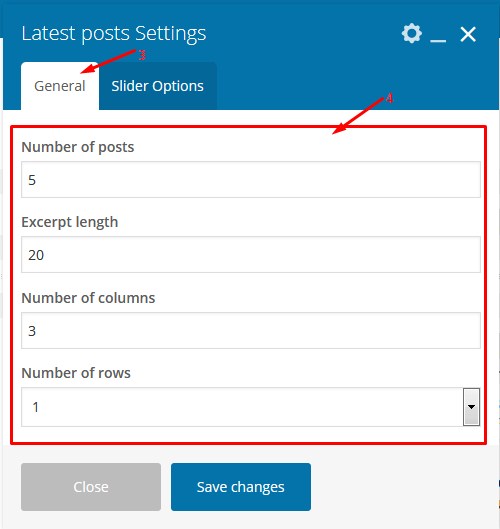 Latest posts Settings
3
General
Slider Options
4
Number of posts
5
Excerpt length
20
Number of columns
3
Number of rows
1
Close
Save changes